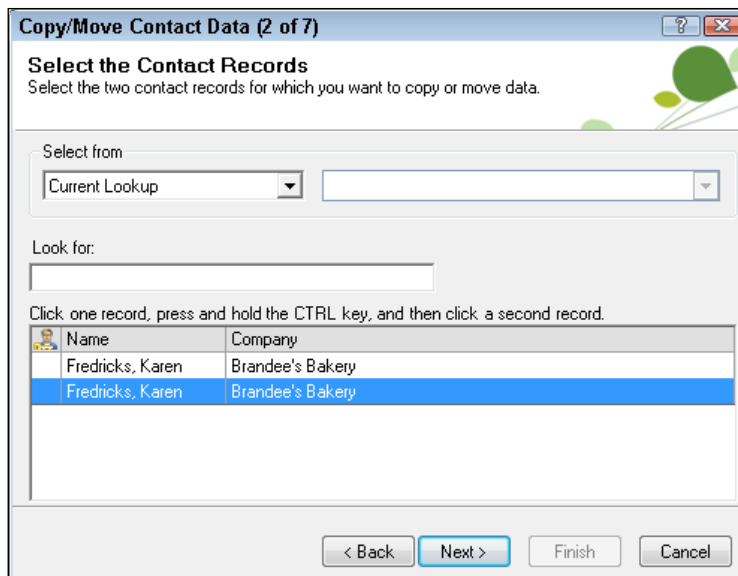 Copy/Move Contact Data (2 of 7)
Select the Contact Records
Select the two contact records for which you want to copy or move data.
Select from
Current Lookup
Look for:
Click one record, press and hold the CTRL key, and then click a second record.
Name Company
Fredricks, Karen Brandee's Bakery
Fredricks, Karen Brandee's Bakery
< Back Next > Finish Cancel